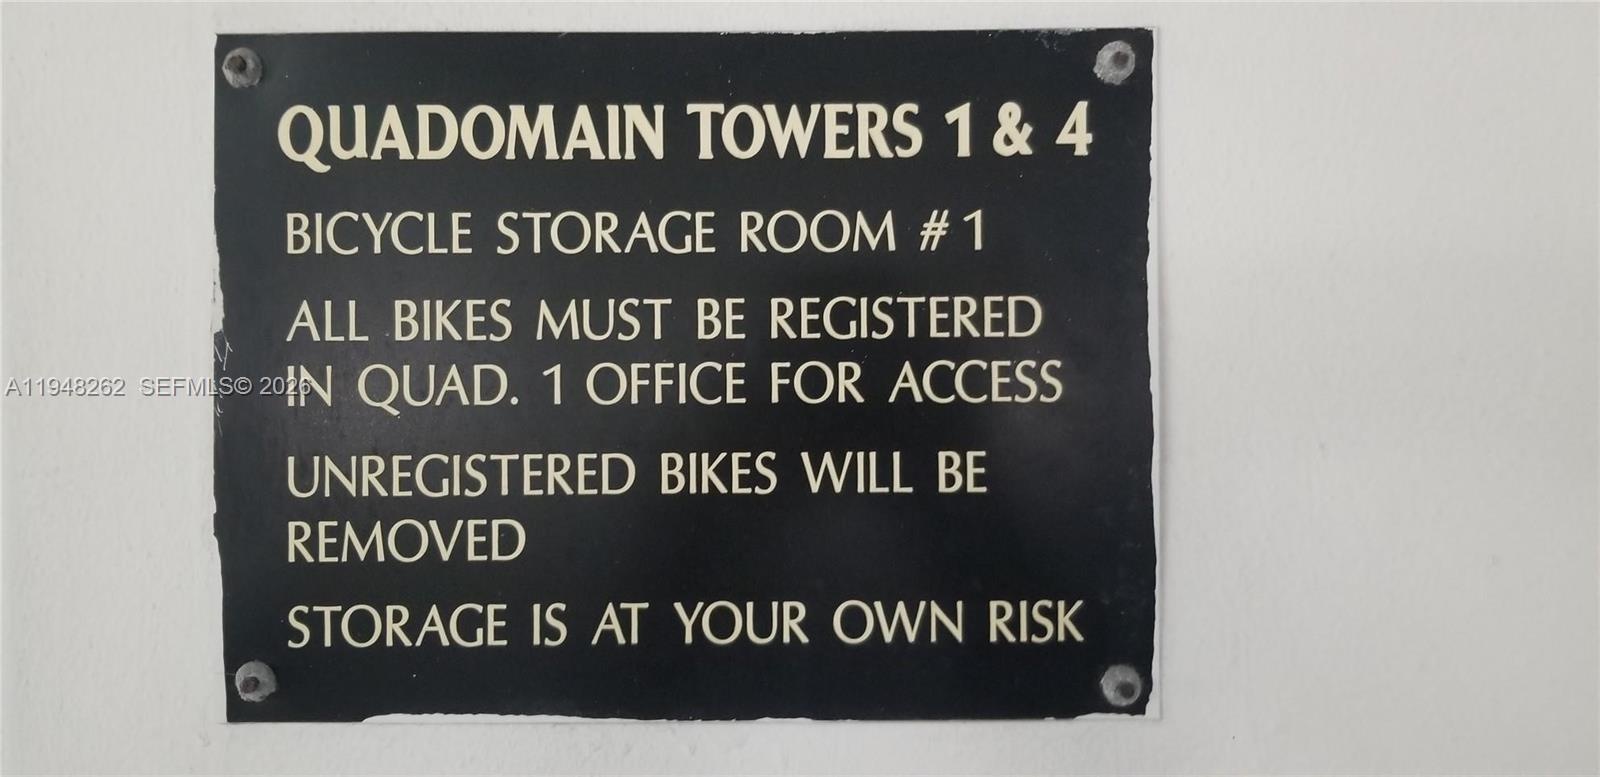 QUADOMAIN TOWERS 1 & 4
BICYCLE STORAGE ROOM #1
ALL BIKES MUST BE REGISTERED
IN QUAD. 1 OFFICE FOR ACCESS
A11948262 SEFMLS© 2026
UNREGISTERED BIKES WILL BE
REMOVED
STORAGE IS AT YOUR OWN RISK